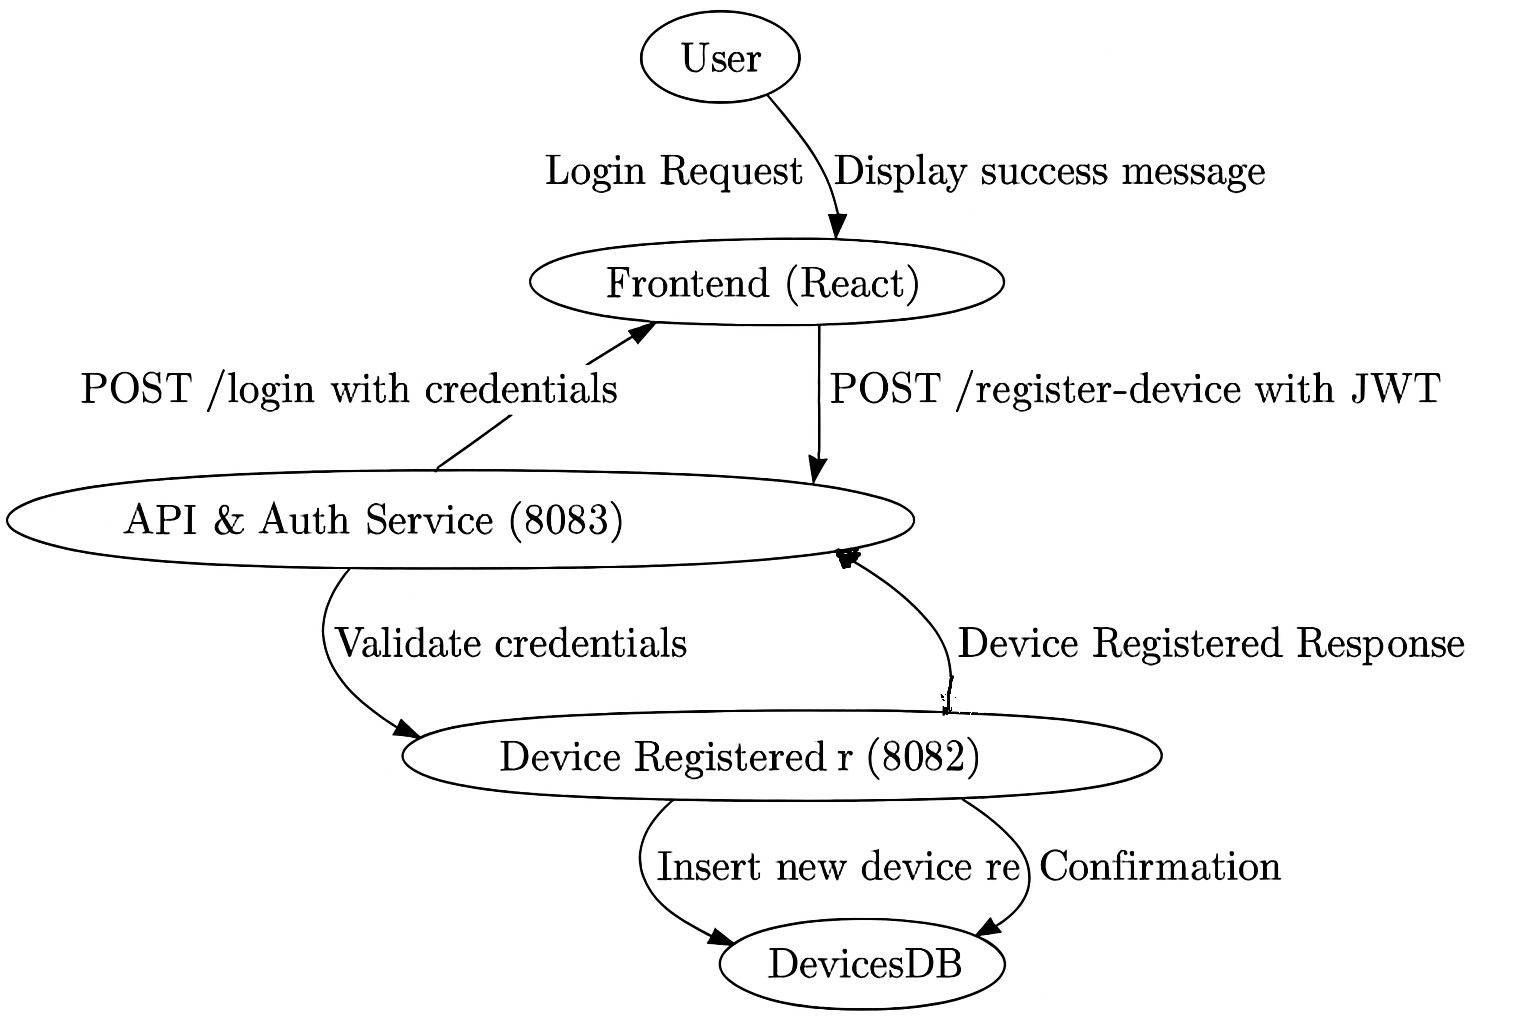 User
Login Request
Display success message
Frontend (React)
POST /login with credentials
POST /register-device with JWT
API & Auth Service (8083)
Validate credentials
Device Registered Response
Device Registered r (8082)
Insert new device re
Confirmation
DevicesDB